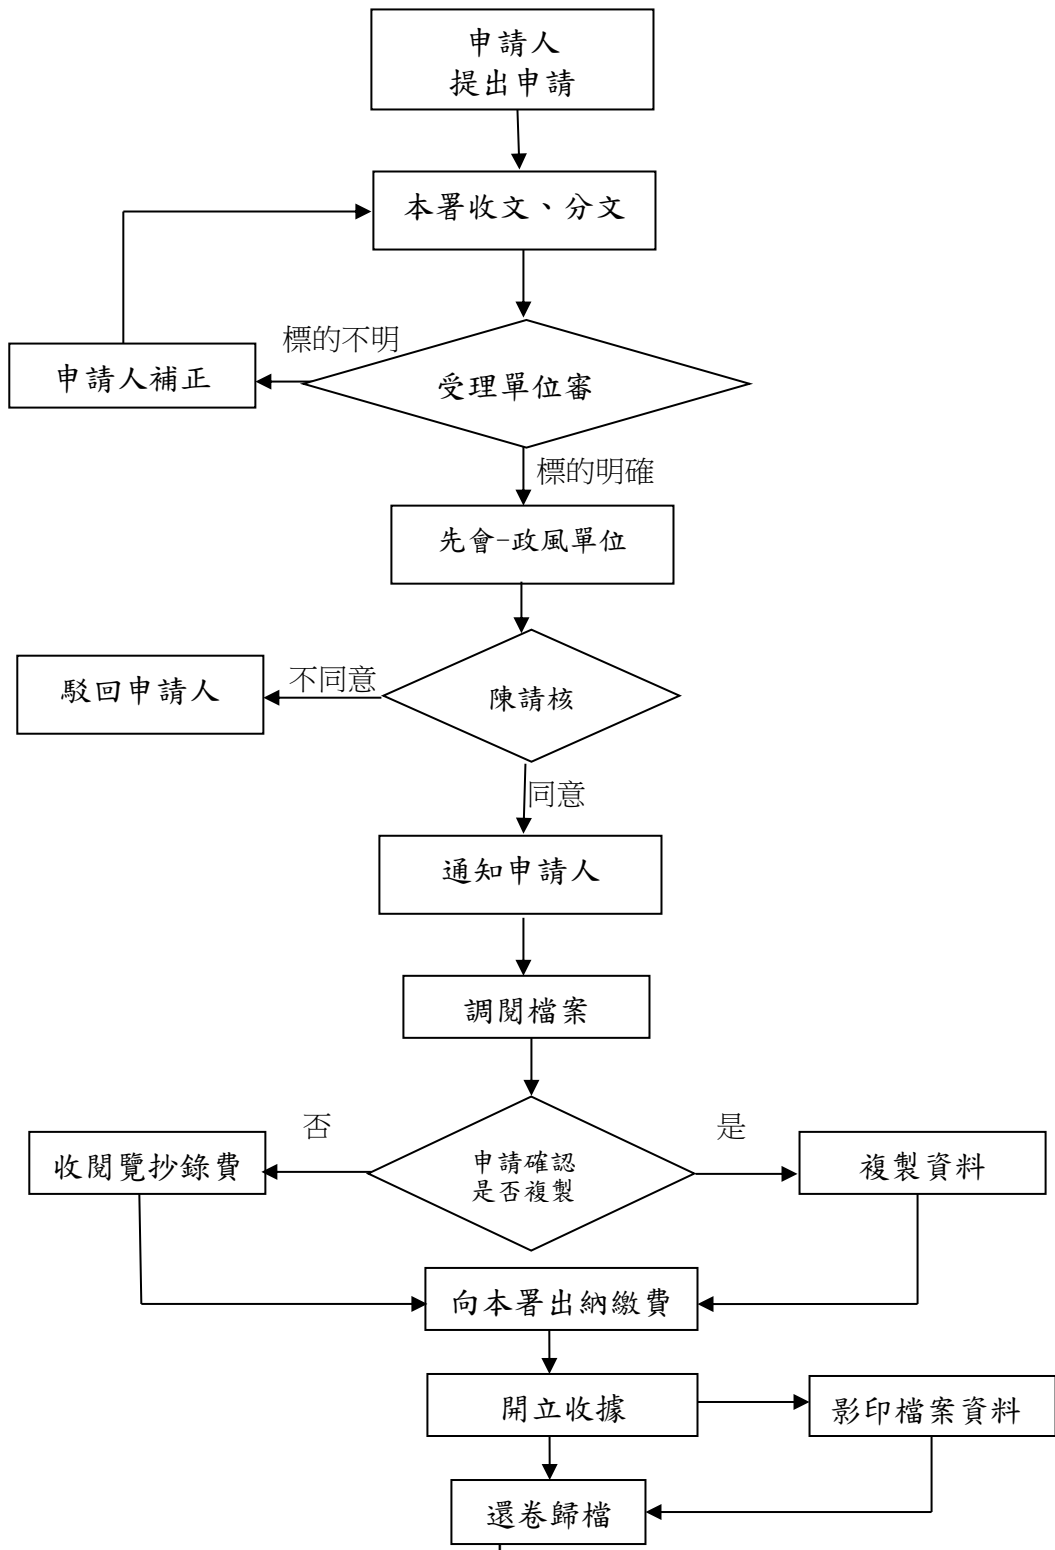 申請人
提出申請
本署收文、分文
標的不明
申請人補正
受理單位審
標的明確
先會-政風單位
駁回申請人
不同意
陳請核
同意
通知申請人
調閱檔案
否
是
收閱覽抄錄費
申請確認
是否複製
複製資料
向本署出納繳費
開立收據
影印檔案資料
還卷歸檔